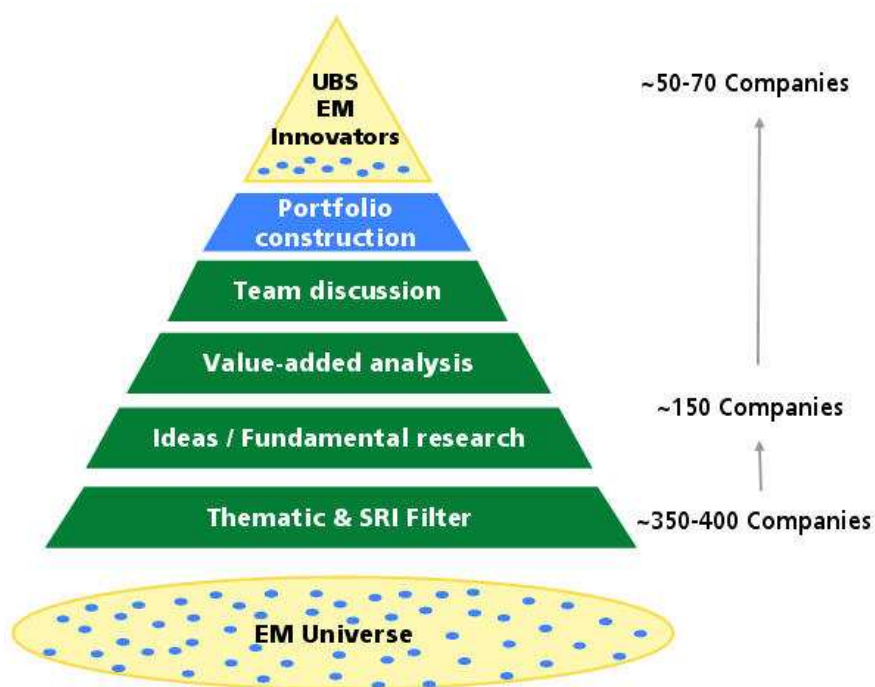 UBS
EM
Innovators
~50-70 Companies
Portfolio
construction
Team discussion
Value-added analysis
~150 Companies
Ideas / Fundamental research
Thematic & SRI Filter
~350-400 Companies
EM Universe